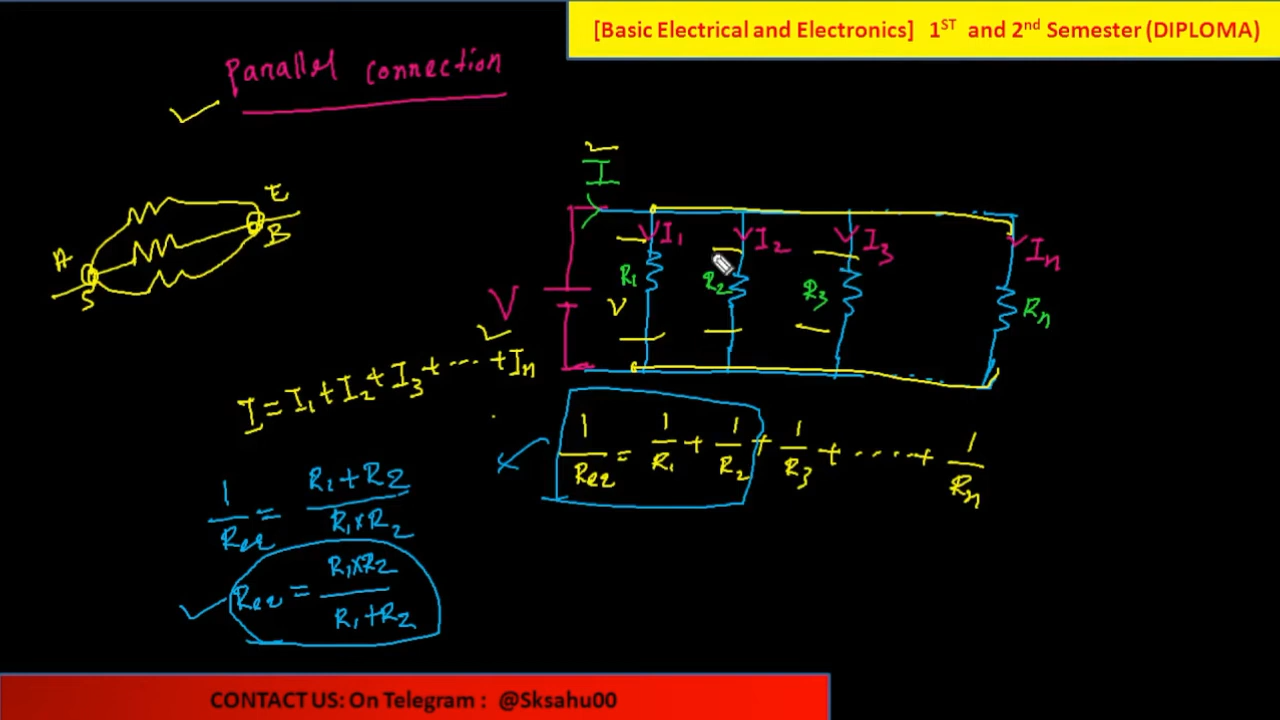 [Basic Electrical and Electronics] 1ST and 2nd Semester (DIPLOMA)
Parallel connection
A
S
E
B
I
V
I1
I2
I3
In
R1
R2
R3
Rn
V
I = I1 + I2 + I3 + .... + In
1/Req = 1/R1 + 1/R2 + 1/R3 + ..... + 1/Rn
1/Req = R1 + R2 / R1 x R2
Req = R1 x R2 / R1 + R2
CONTACT US: On Telegram : @Sksahu00